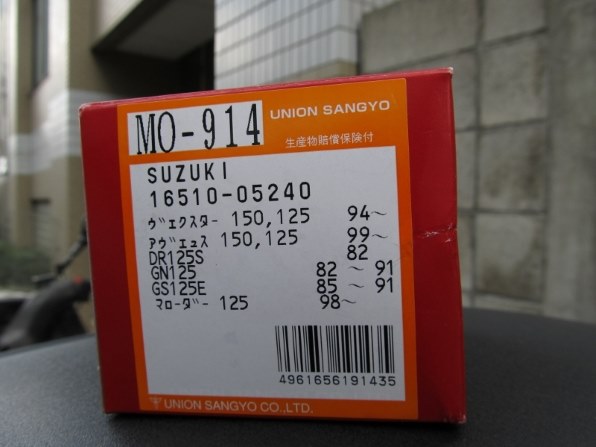 MO-914 UNION SANGYO
生産物賠償保険付
SUZUKI
16510-05240
ヴェクスター 150,125 94～
アヴェュス 150,125 99～
DR125S 82
GN125 82 ～ 91
GS125E 85 ～ 91
マローダー 125 98～
4961656191435
UNION SANGYO CO.,LTD.